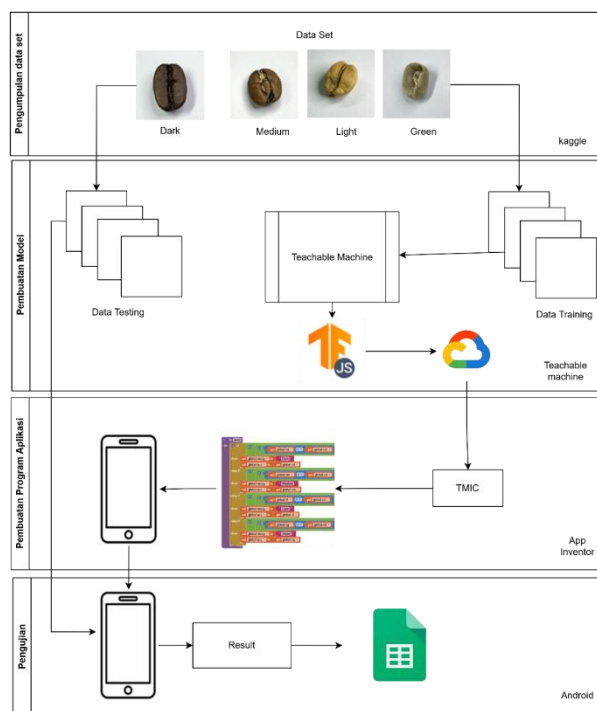 Pengumpulan data set
Data Set
Dark
Medium
Light
Green
kaggle
Pembuatan Model
Data Testing
Teachable Machine
Data Training
TF
JS
Teachable
machine
Pembuatan Program Aplikasi
TMIC
App
Inventor
Pengujian
Result
Android